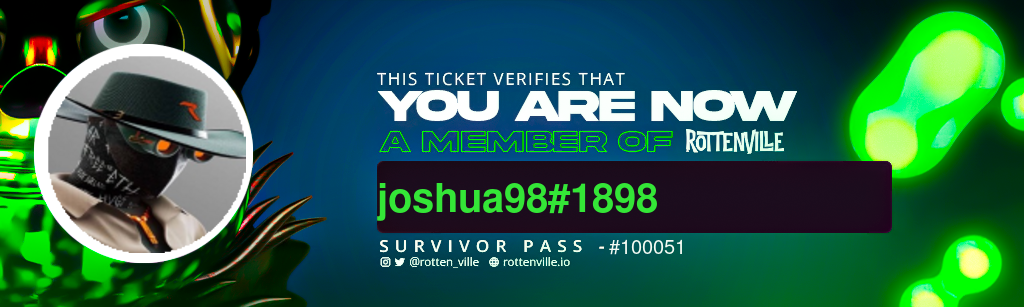 THIS TICKET VERIFIES THAT
YOU ARE NOW
A MEMBER OF ROTTENVILLE
joshua98#1898
SURVIVOR PASS - #100051
@rotten_ville rottenville.io